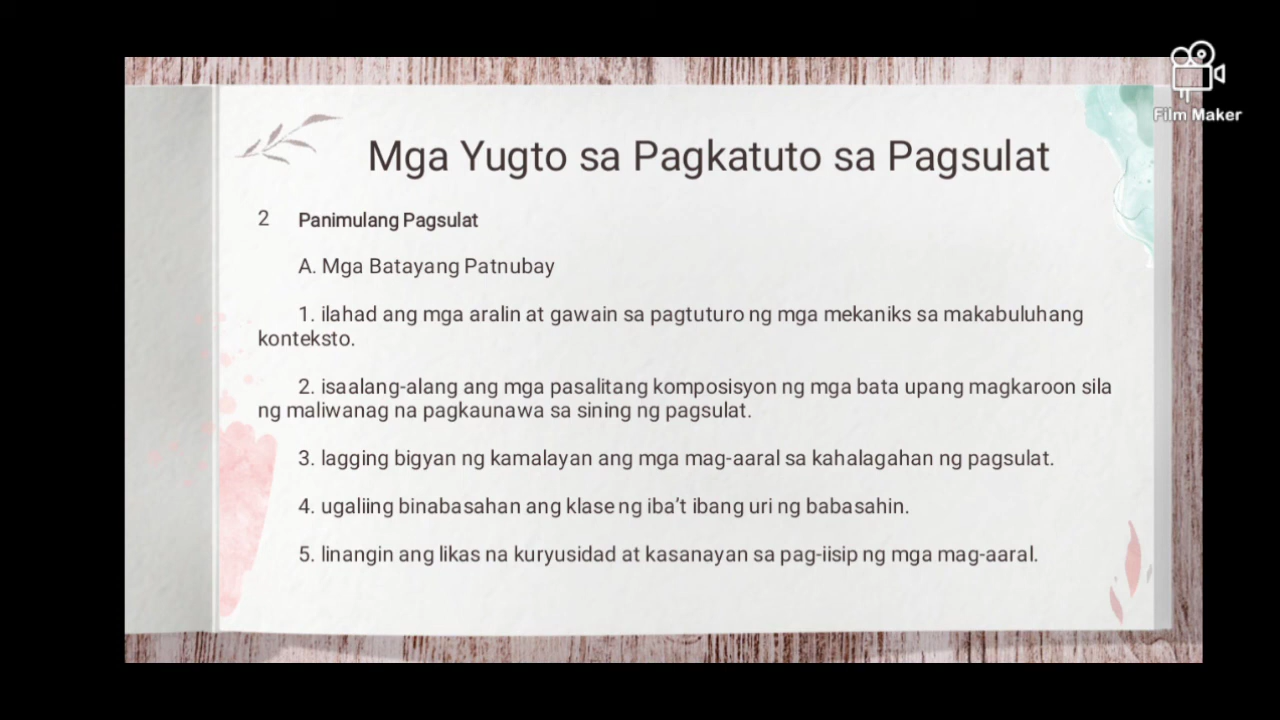 Film Maker
Mga Yugto sa Pagkatuto sa Pagsulat
2 Panimulang Pagsulat
A. Mga Batayang Patnubay
1. ilahad ang mga aralin at gawain sa pagtuturo ng mga mekaniks sa makabuluhang
konteksto.
2. isaalang-alang ang mga pasalitang komposisyon ng mga bata upang magkaroon sila
ng maliwanag na pagkaunawa sa sining ng pagsulat.
3. lagging bigyan ng kamalayan ang mga mag-aaral sa kahalagahan ng pagsulat.
4. ugaliing binabasahan ang klase ng iba’t ibang uri ng babasahin.
5. linangin ang likas na kuryusidad at kasanayan sa pag-iisip ng mga mag-aaral.